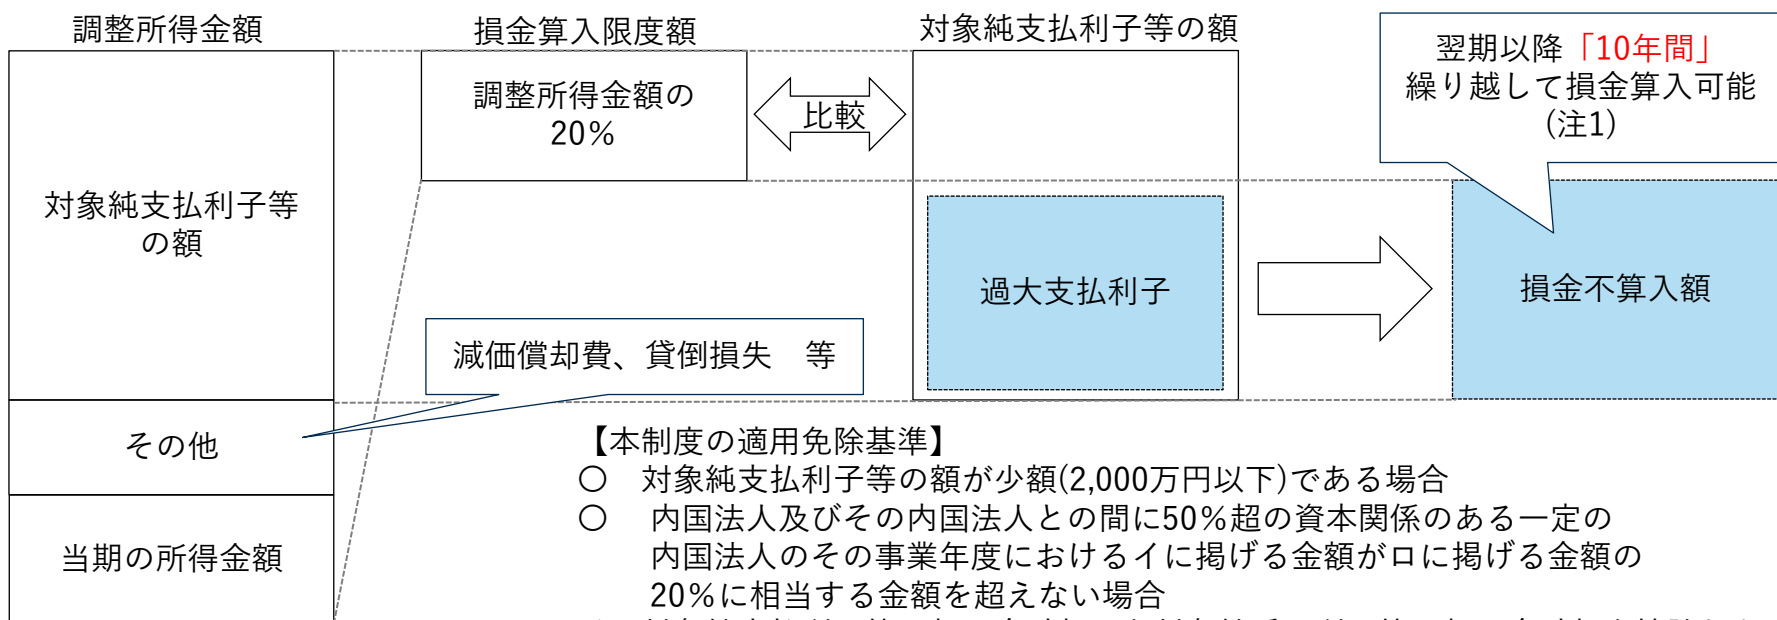 調整所得金額
損金算入限度額
対象純支払利子等の額
翌期以降「10年間」
繰り越して損金算入可能
(注1)
調整所得金額の
20%
比較
対象純支払利子等
の額
過大支払利子
損金不算入額
減価償却費、貸倒損失　等
その他
当期の所得金額
【本制度の適用免除基準】
○　対象純支払利子等の額が少額(2,000万円以下)である場合
○　内国法人及びその内国法人との間に50%超の資本関係のある一定の
内国法人のその事業年度におけるイに掲げる金額がロに掲げる金額の
20%に相当する金額を超えない場合